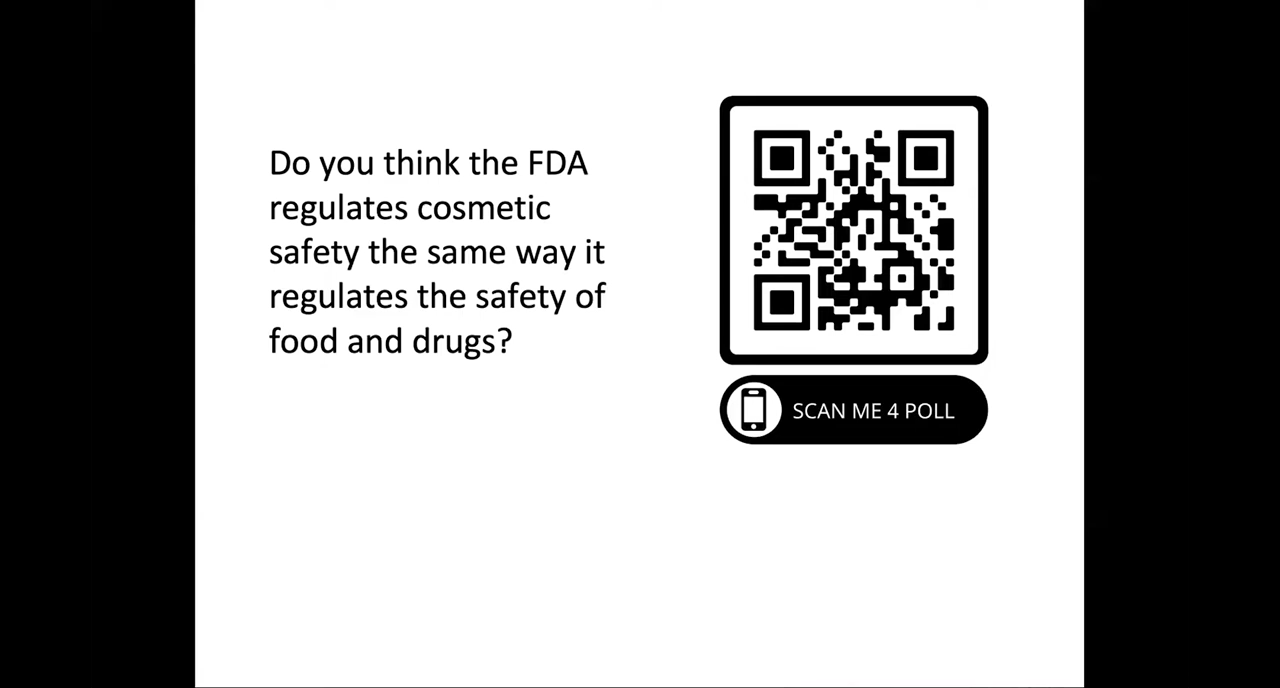 Do you think the FDA
regulates cosmetic
safety the same way it
regulates the safety of
food and drugs?
SCAN ME 4 POLL